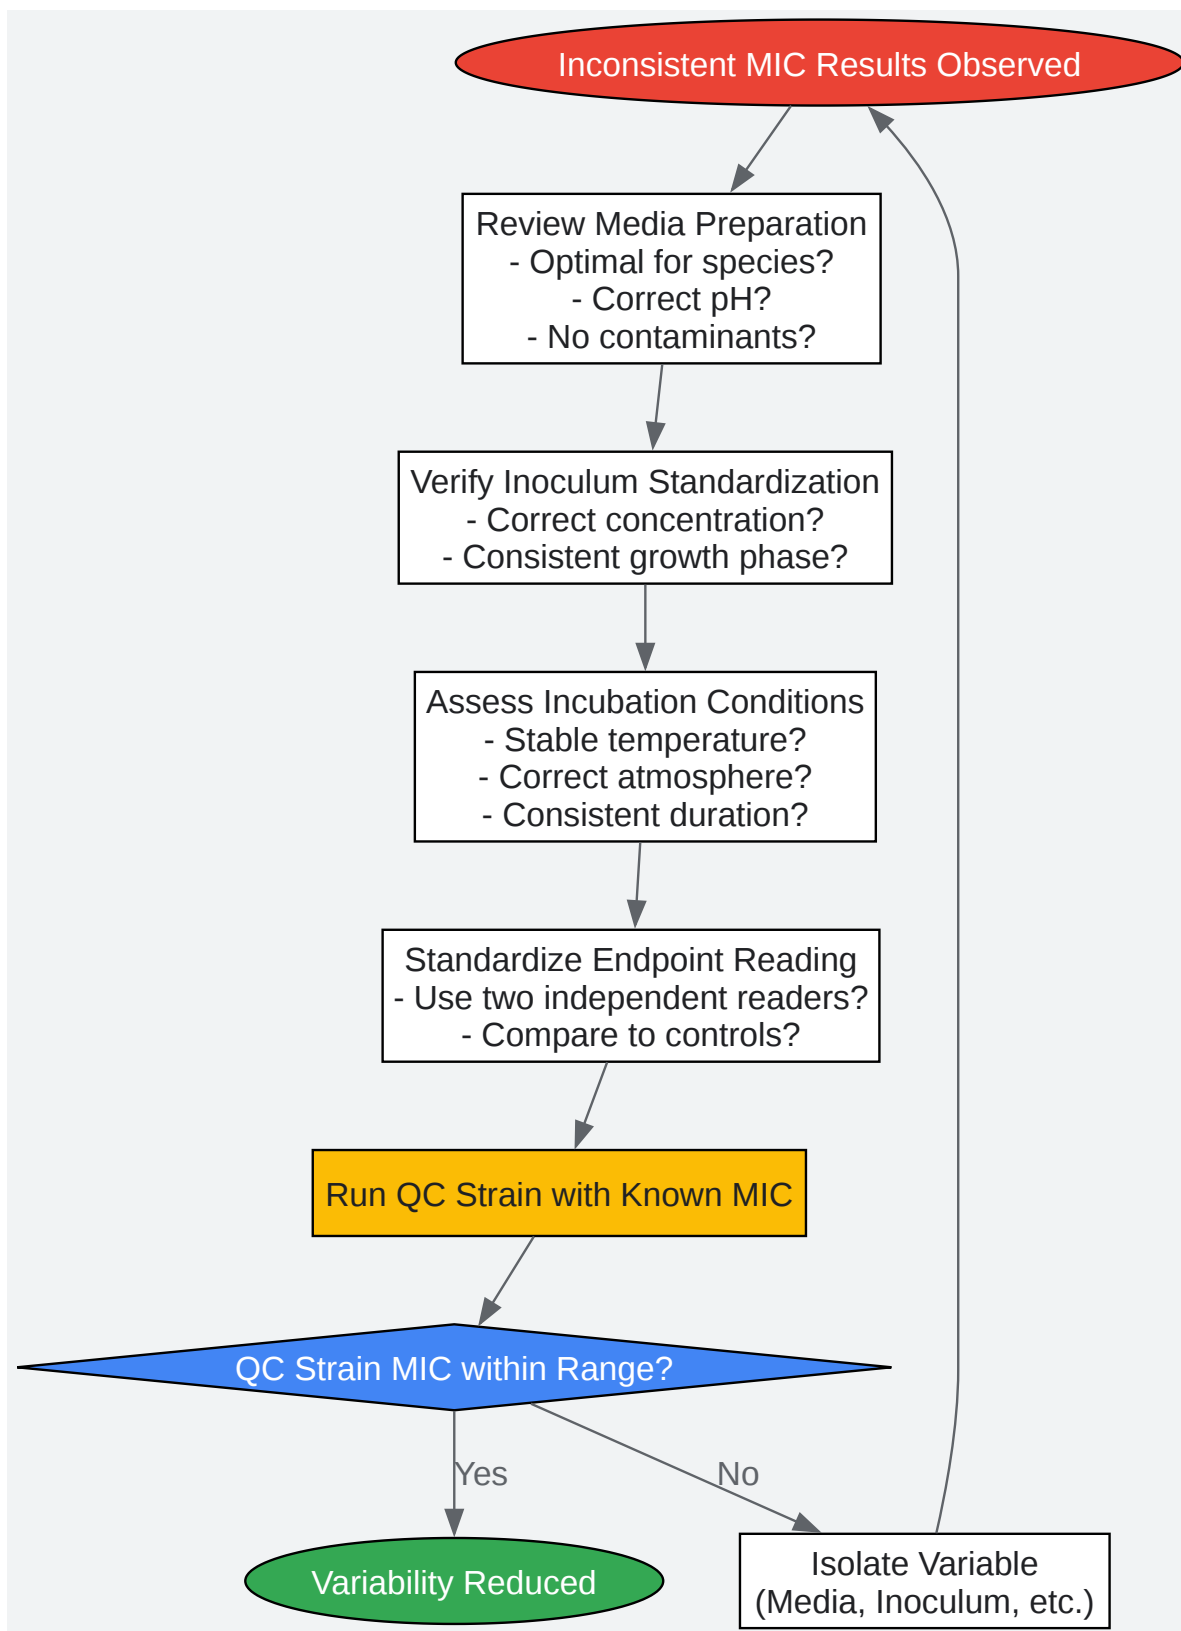 Inconsistent MIC Results Observed
Review Media Preparation
- Optimal for species?
- Correct pH?
- No contaminants?
Verify Inoculum Standardization
- Correct concentration?
- Consistent growth phase?
Assess Incubation Conditions
- Stable temperature?
- Correct atmosphere?
- Consistent duration?
Standardize Endpoint Reading
- Use two independent readers?
- Compare to controls?
Run QC Strain with Known MIC
QC Strain MIC within Range?
Yes
No
Variability Reduced
Isolate Variable
(Media, Inoculum, etc.)